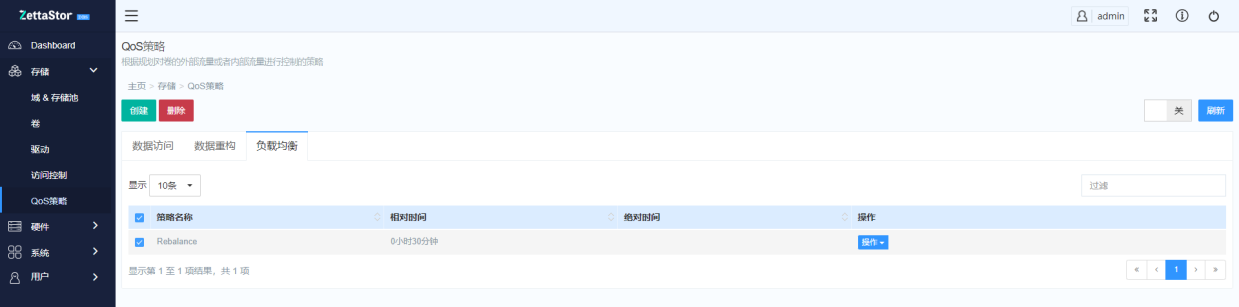 ZettaStor
admin
Dashboard
存储
域 & 存储池
卷
驱动
访问控制
QoS策略
硬件
系统
用户
QoS策略
根据规划对卷的外部流量或者内部流量进行控制的策略
主页 > 存储 > QoS策略
创建 删除 关 刷新
数据访问 数据重构 负载均衡
显示 10条 过滤
策略名称 相对时间 绝对时间 操作
Rebalance 0小时30分钟 操作
显示第 1 至 1 项结果，共 1 项 « ‹ 1 › »